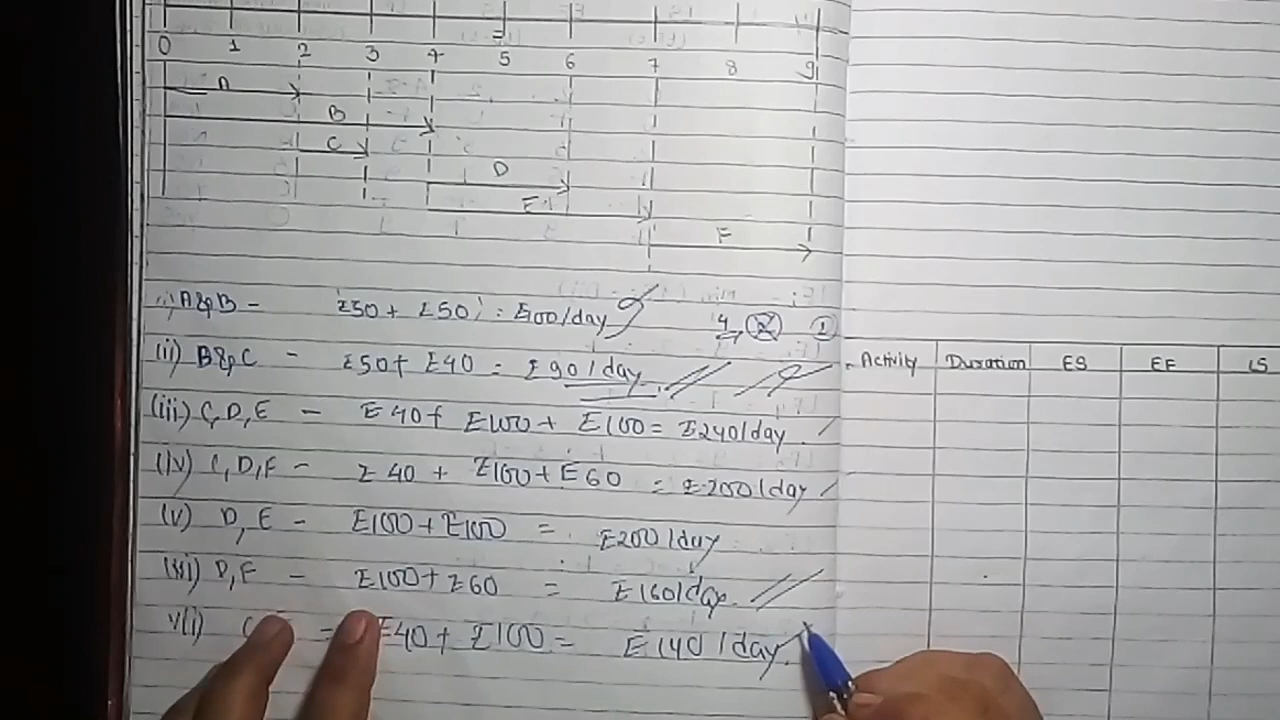 0 1 2 3 4 5 6 7 8 9
A
B
C
D
E
F
(i) A&B - £50 + £50 = £100/day
(ii) B&C - £50 + £40 = £90/day
(iii) C,D,E - £40 + £100 + £100 = £240/day
(iv) C,D,F - £40 + £100 + £60 = £200/day
(v) D,E - £100 + £100 = £200/day
(vi) D,F - £100 + £60 = £160/day
v(i) = £40 + £100 = £140/day
Activity Duration ES EF LS